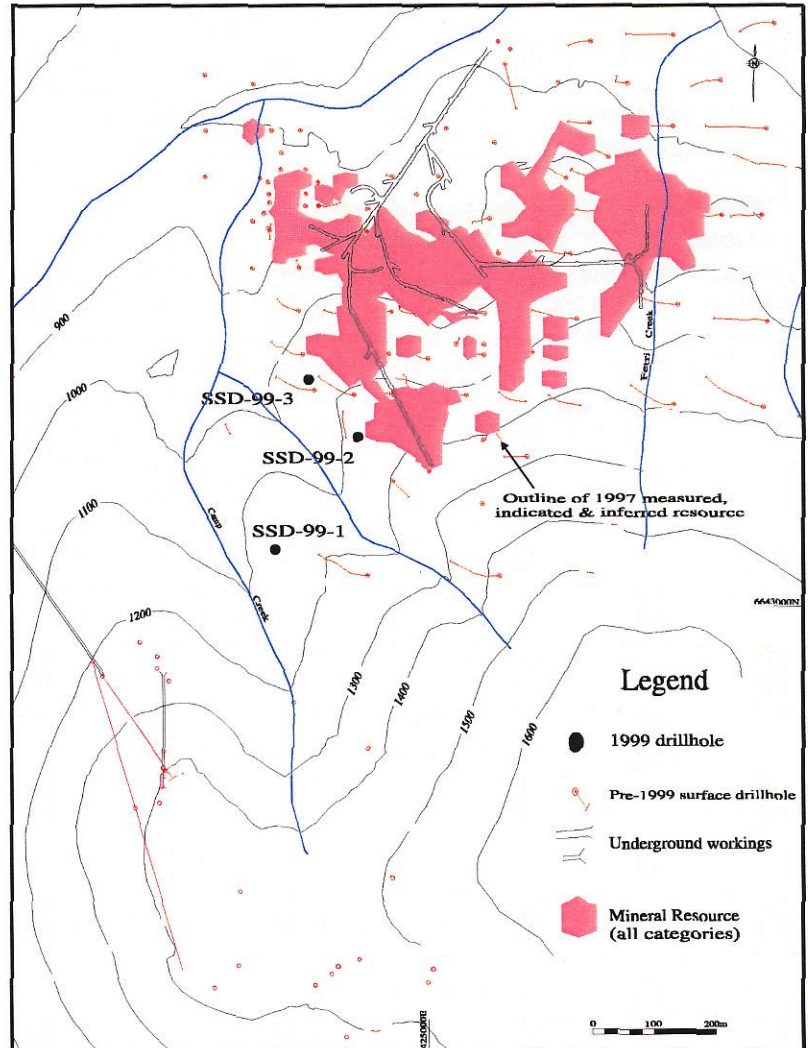 N
900
1000
1100
1200
1300
1400
1500
1600
SSD-99-3
SSD-99-2
SSD-99-1
Camp
Creek
Fetri Creek
Outline of 1997 measured,
indicated & inferred resource
6643000N
425000E
Legend
1999 drillhole
Pre-1999 surface drillhole
Underground workings
Mineral Resource
(all categories)
0 100 200m